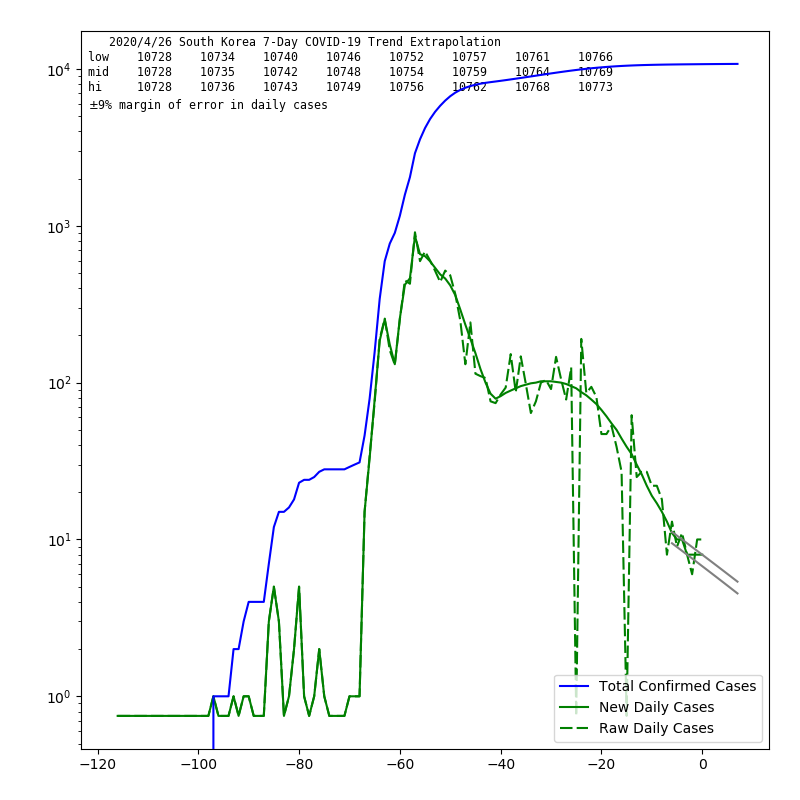 2020/4/26 South Korea 7-Day COVID-19 Trend Extrapolation
low 10728 10734 10740 10746 10752 10757 10761 10766
mid 10728 10735 10742 10748 10754 10759 10764 10769
hi 10728 10736 10743 10749 10756 10762 10768 10773
±9% margin of error in daily cases
10⁴
10³
10²
10¹
10⁰
Total Confirmed Cases
New Daily Cases
Raw Daily Cases
−120 −100 −80 −60 −40 −20 0